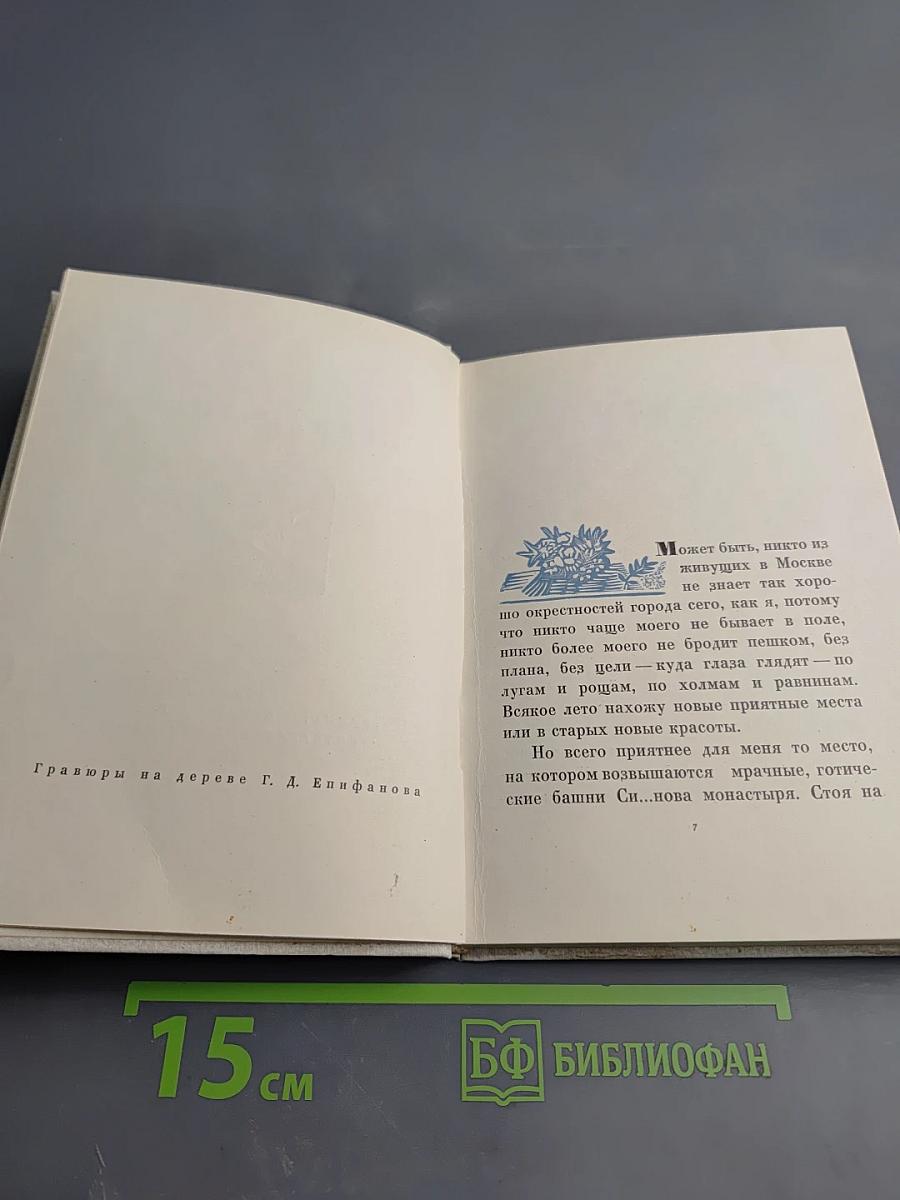 Гравюры на дереве Г. Д. Епифанова
Может быть, никто из
живущих в Москве
не знает так хоро-
шо окрестностей города сего, как я, потому
что никто чаще моего не бывает в поле,
никто более моего не бродит пешком, без
плана, без цели — куда глаза глядят — по
лугам и рощам, по холмам и равнинам.
Всякое лето нахожу новые приятные места
или в старых новые красоты.
Но всего приятнее для меня то место,
на котором возвышаются мрачные, готиче-
ские башни Си...нова монастыря. Стоя на
7
15 см
БФ БИБЛИОФАН